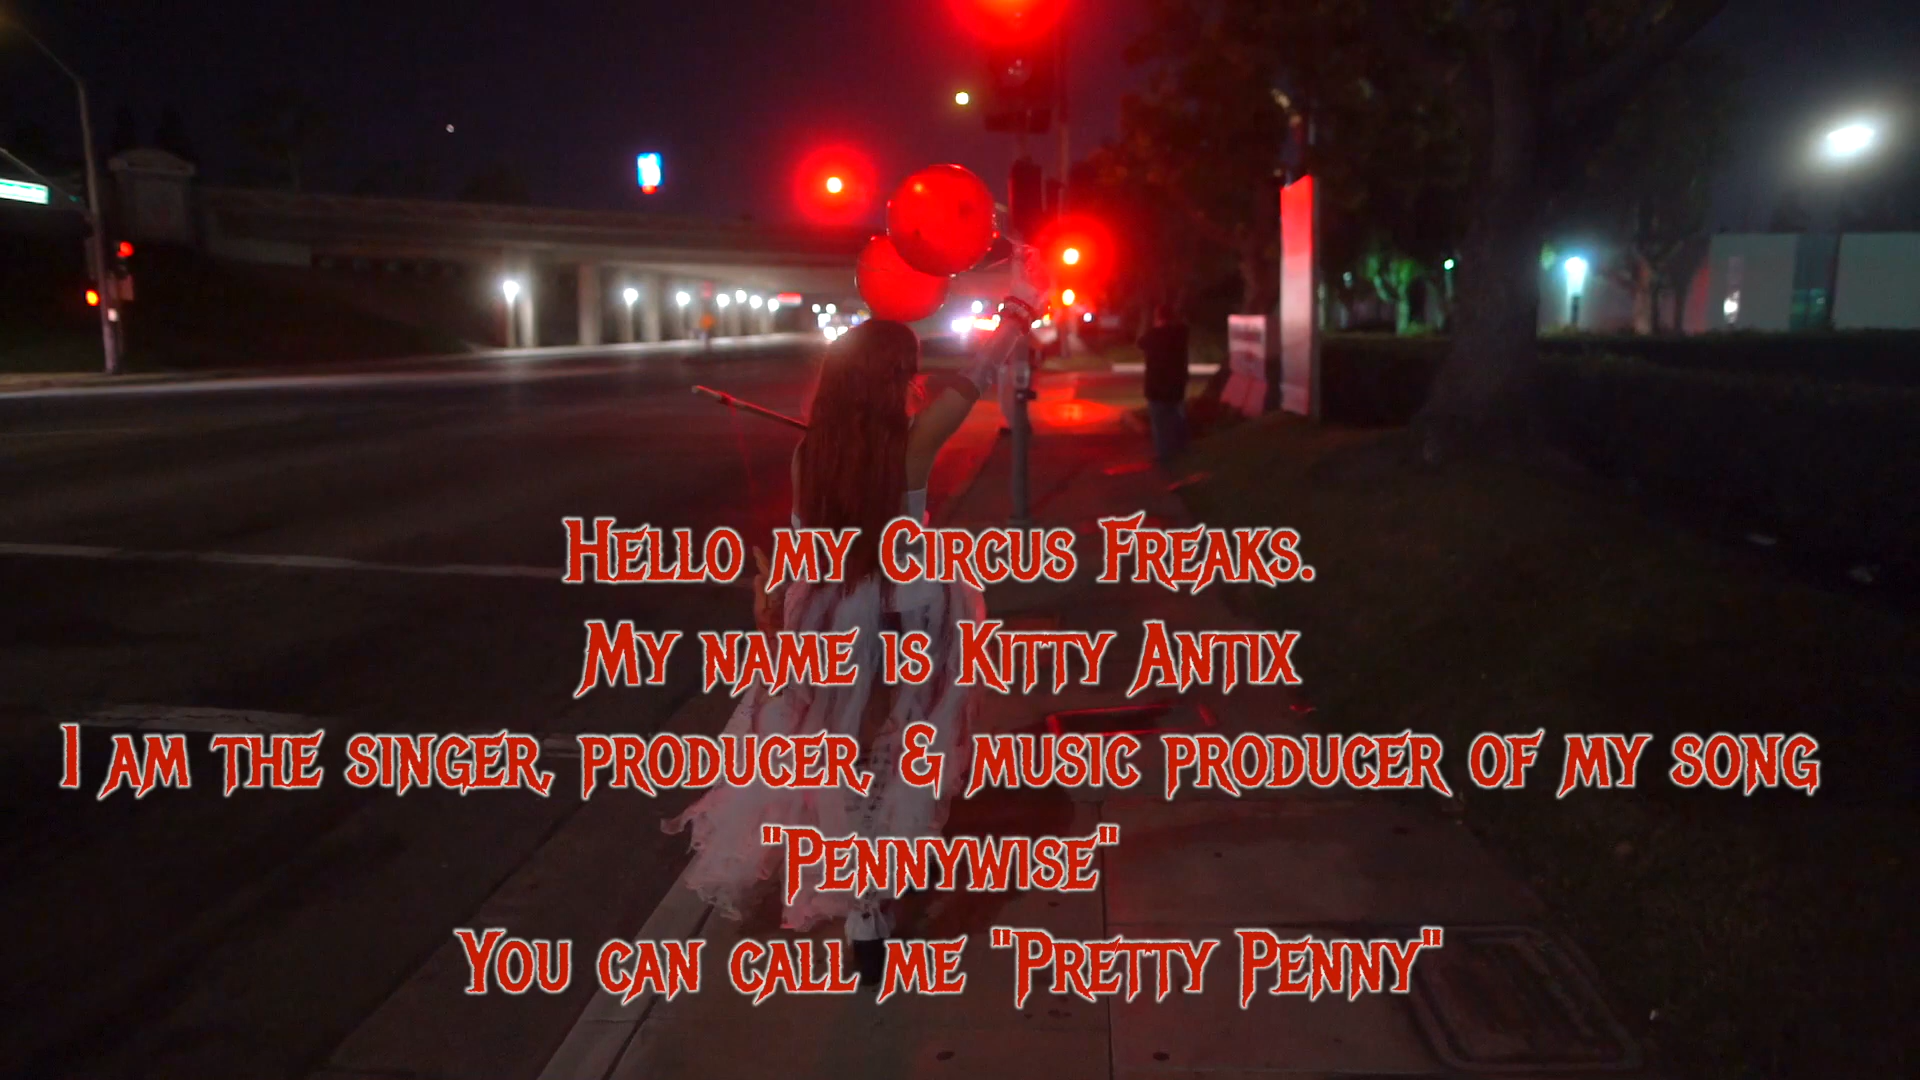 Hello my Circus Freaks.
My name is Kitty Antix
I am the singer, producer, & music producer of my song
"Pennywise"
You can call me "Pretty Penny"